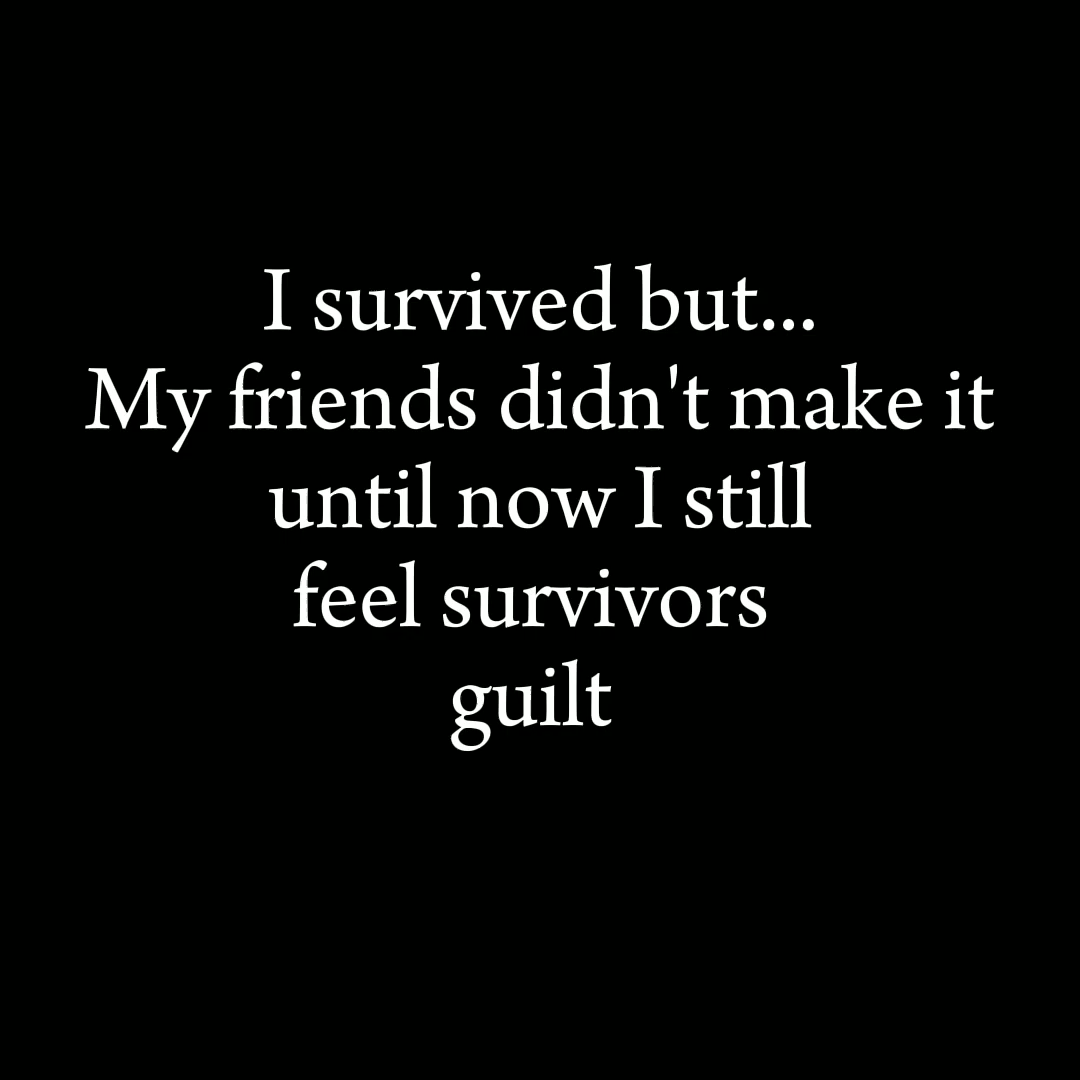 I survived but...
My friends didn't make it
until now I still
feel survivors
guilt